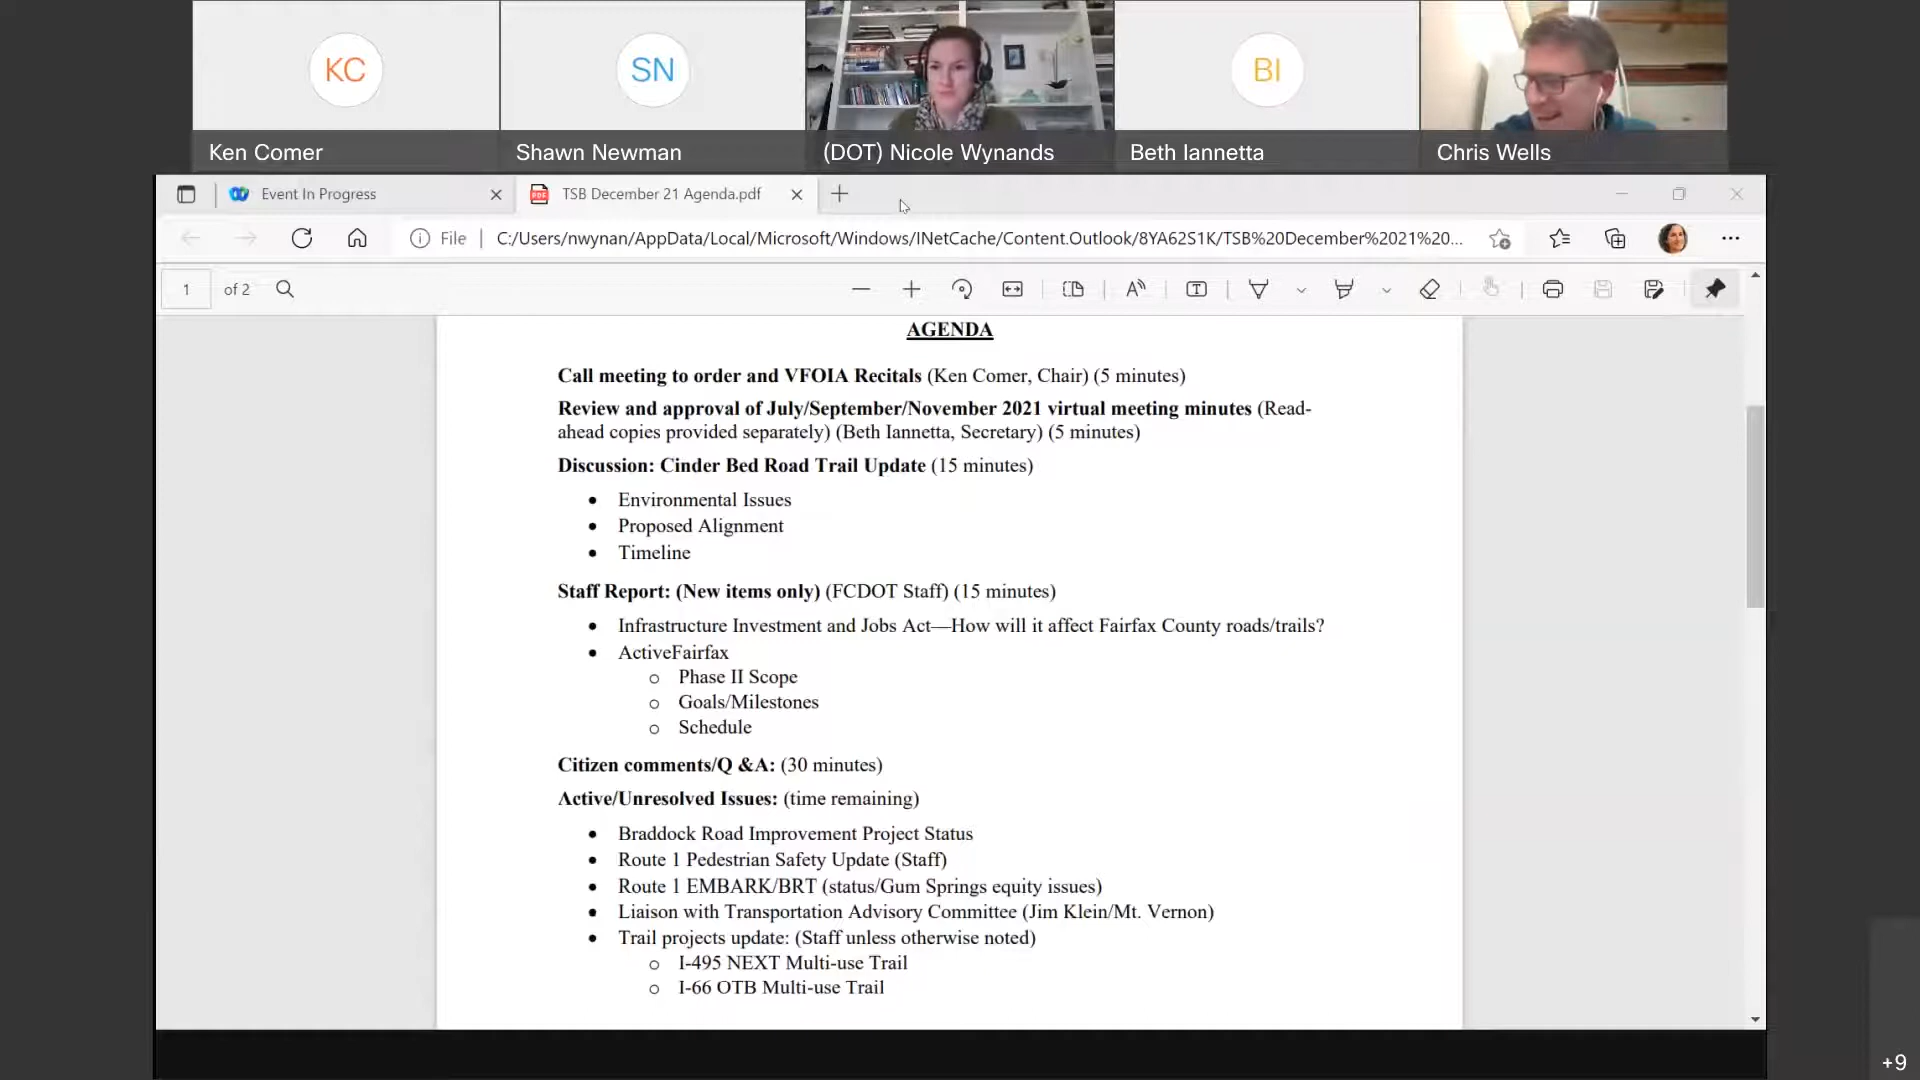 KC
SN
BI
Ken Comer
Shawn Newman
(DOT) Nicole Wynands
Beth Iannetta
Chris Wells
Event In Progress
PDF
TSB December 21 Agenda.pdf
File
C:/Users/nwynan/AppData/Local/Microsoft/Windows/INetCache/Content.Outlook/8YA62S1K/TSB%20December%2021%20...
1
of 2
AGENDA
Call meeting to order and VFOIA Recitals (Ken Comer, Chair) (5 minutes)
Review and approval of July/September/November 2021 virtual meeting minutes (Read-
ahead copies provided separately) (Beth Iannetta, Secretary) (5 minutes)
Discussion: Cinder Bed Road Trail Update (15 minutes)
• Environmental Issues
• Proposed Alignment
• Timeline
Staff Report: (New items only) (FCDOT Staff) (15 minutes)
• Infrastructure Investment and Jobs Act—How will it affect Fairfax County roads/trails?
• ActiveFairfax
o Phase II Scope
o Goals/Milestones
o Schedule
Citizen comments/Q &A: (30 minutes)
Active/Unresolved Issues: (time remaining)
• Braddock Road Improvement Project Status
• Route 1 Pedestrian Safety Update (Staff)
• Route 1 EMBARK/BRT (status/Gum Springs equity issues)
• Liaison with Transportation Advisory Committee (Jim Klein/Mt. Vernon)
• Trail projects update: (Staff unless otherwise noted)
o I-495 NEXT Multi-use Trail
o I-66 OTB Multi-use Trail
+9